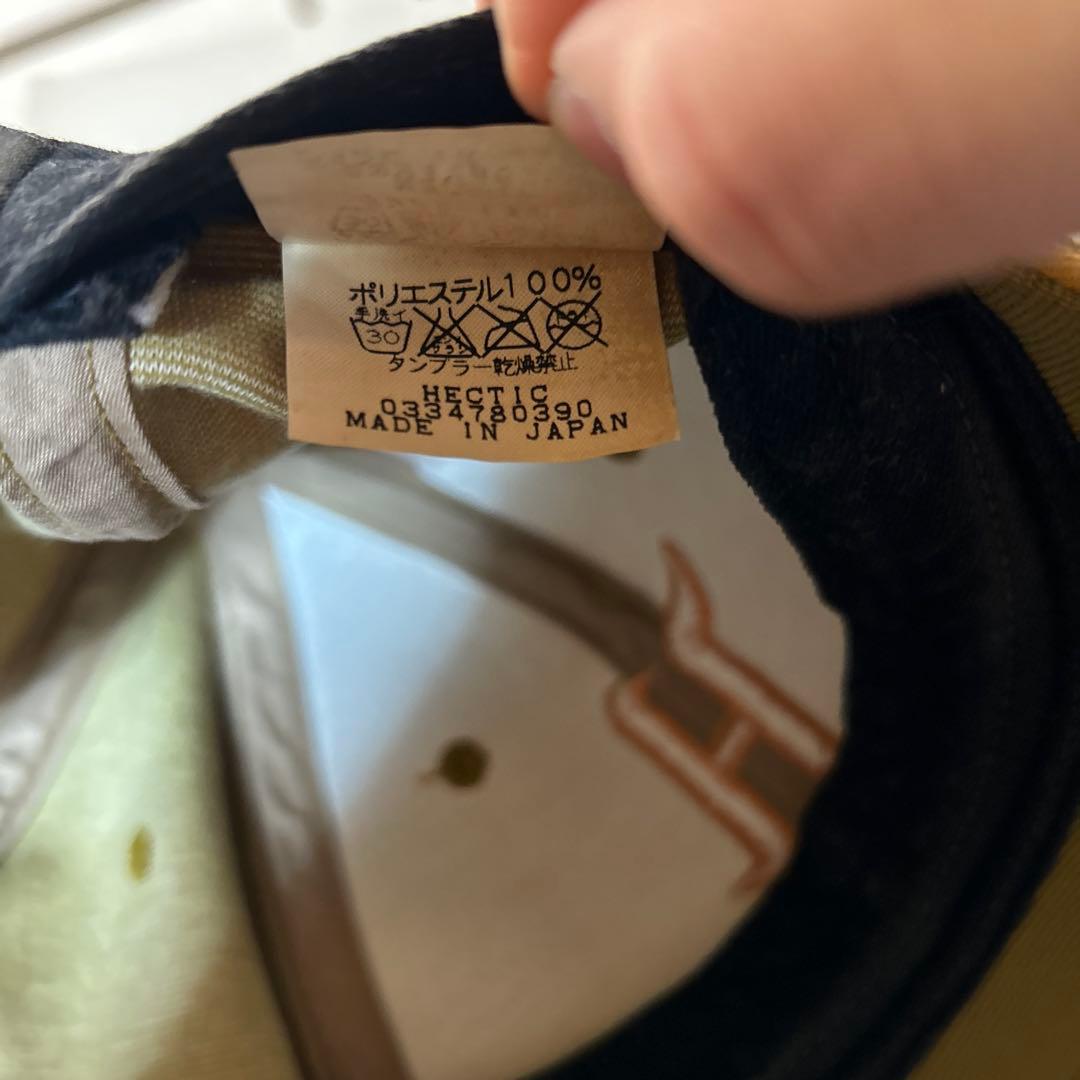 ポリエステル100%
手洗イ
30
タンブラー乾燥禁止
HECTIC
0334780390
MADE IN JAPAN